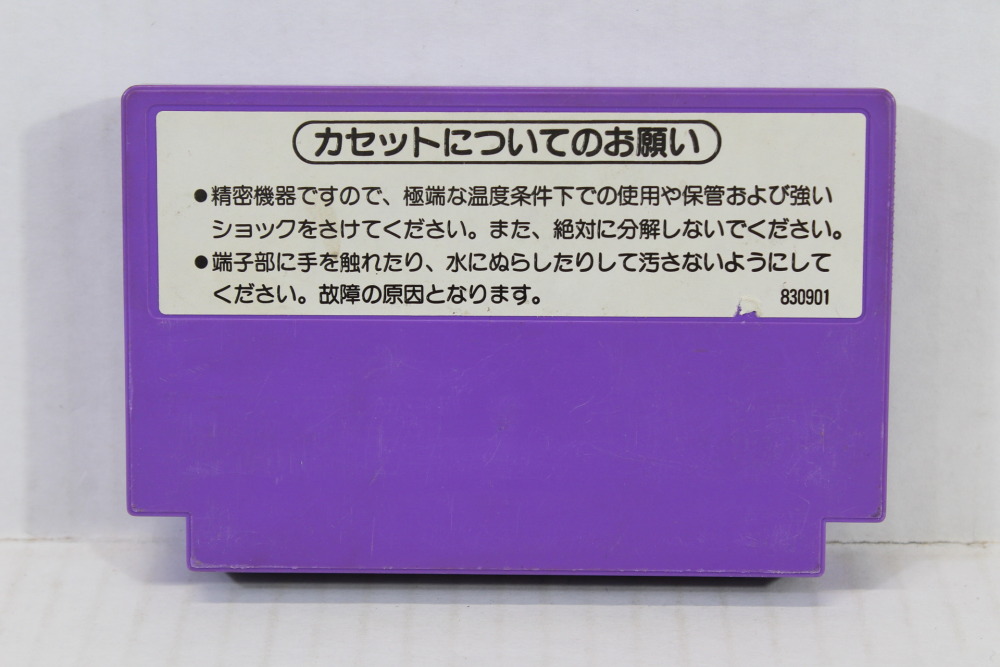 カセットについてのお願い
●精密機器ですので、極端な温度条件下での使用や保管および強い
ショックをさけてください。また、絶対に分解しないでください。
●端子部に手を触れたり、水にぬらしたりして汚さないようにして
ください。故障の原因となります。 830901